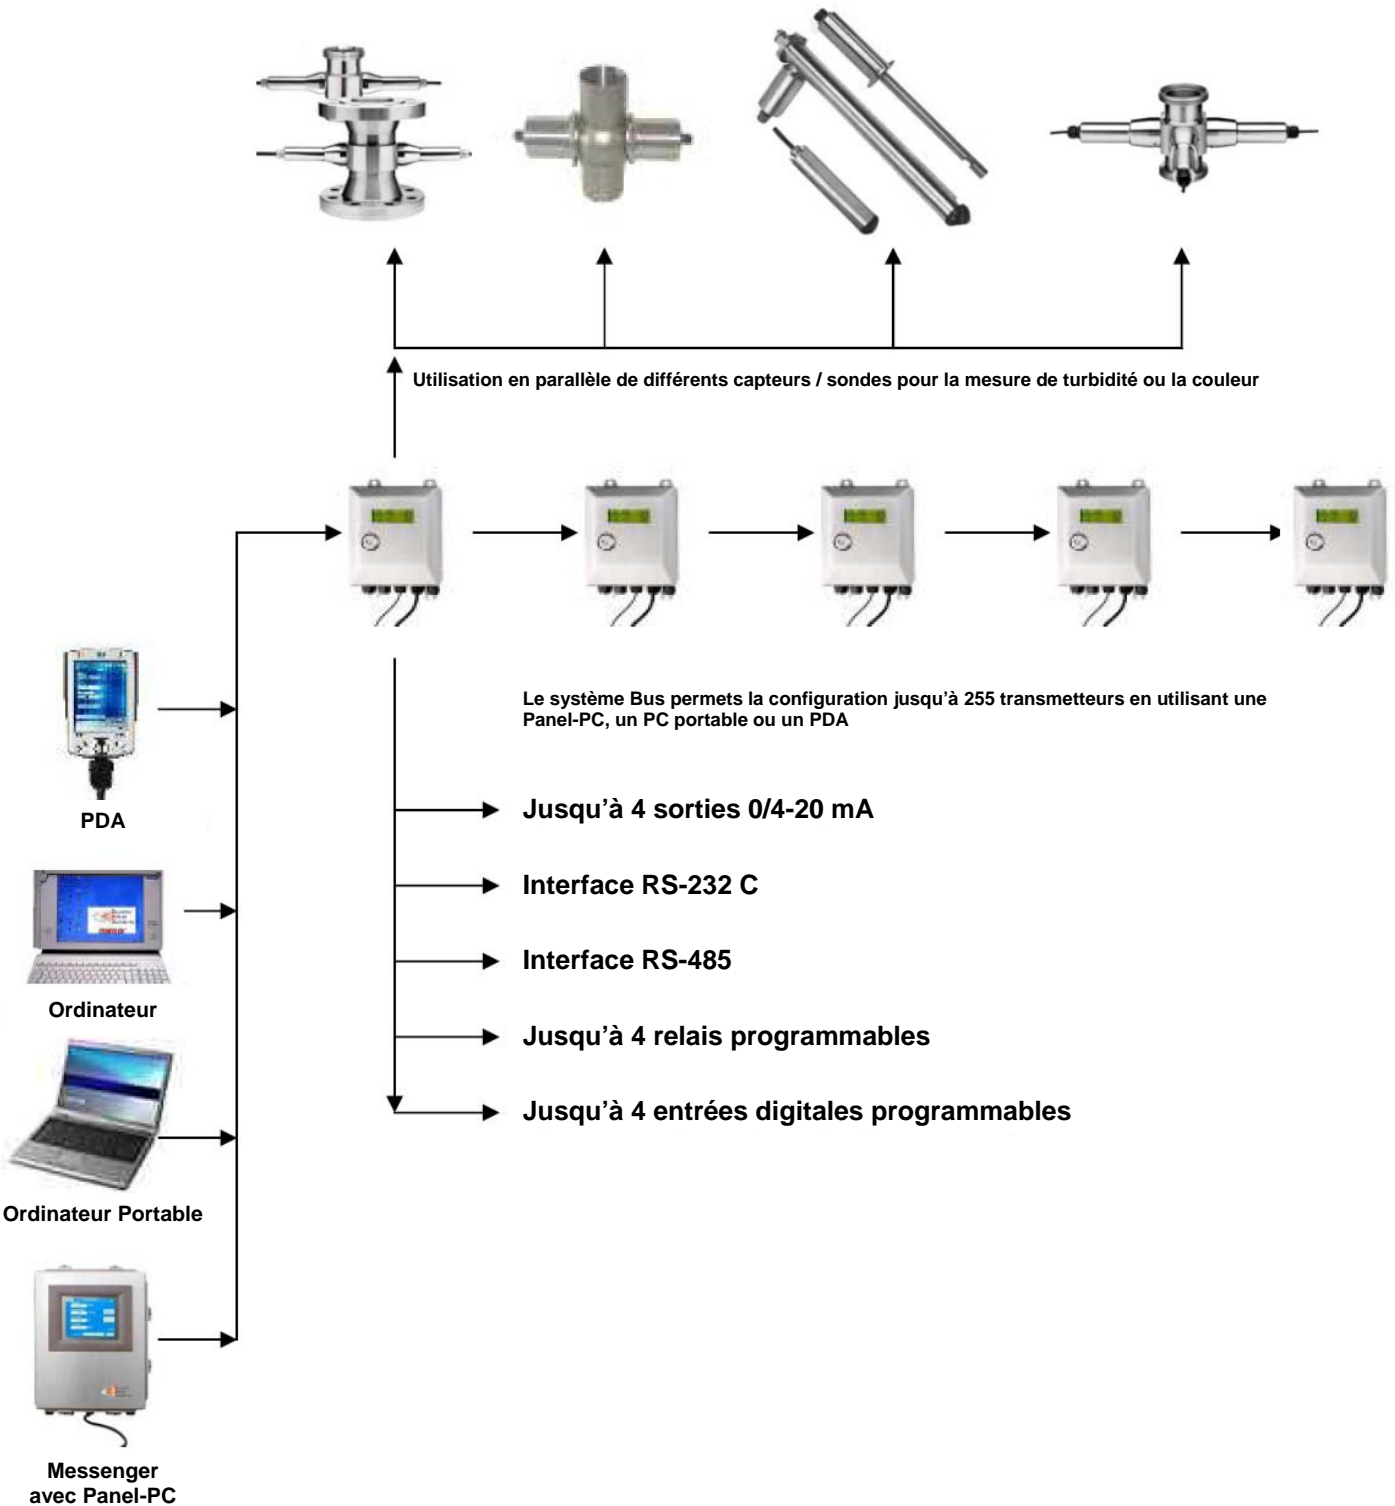 Utilisation en parallèle de différents capteurs / sondes pour la mesure de turbidité ou la couleur
Le système Bus permets la configuration jusqu'à 255 transmetteurs en utilisant une
Panel-PC, un PC portable ou un PDA
PDA
Jusqu'à 4 sorties 0/4-20 mA
Interface RS-232 C
Interface RS-485
Jusqu'à 4 relais programmables
Jusqu'à 4 entrées digitales programmables
Ordinateur
Ordinateur Portable
Messenger
avec Panel-PC